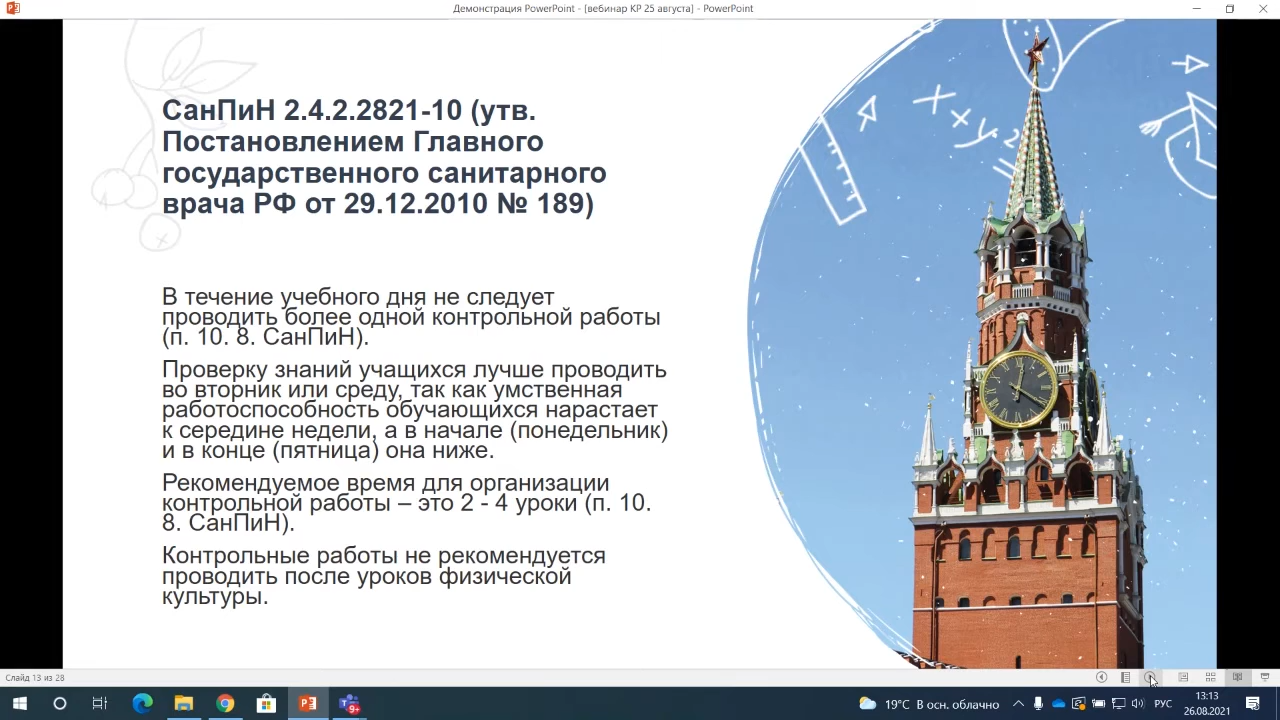 Демонстрация PowerPoint - [вебинар КР 25 августа] - PowerPoint
СанПиН 2.4.2.2821-10 (утв.
Постановлением Главного
государственного санитарного
врача РФ от 29.12.2010 № 189)
В течение учебного дня не следует
проводить более одной контрольной работы
(п. 10. 8. СанПиН).
Проверку знаний учащихся лучше проводить
во вторник или среду, так как умственная
работоспособность обучающихся нарастает
к середине недели, а в начале (понедельник)
и в конце (пятница) она ниже.
Рекомендуемое время для организации
контрольной работы – это 2 - 4 уроки (п. 10.
8. СанПиН).
Контрольные работы не рекомендуется
проводить после уроков физической
культуры.
Слайд 13 из 28
9+
19°C В осн. облачно
РУС
13:13
26.08.2021
3